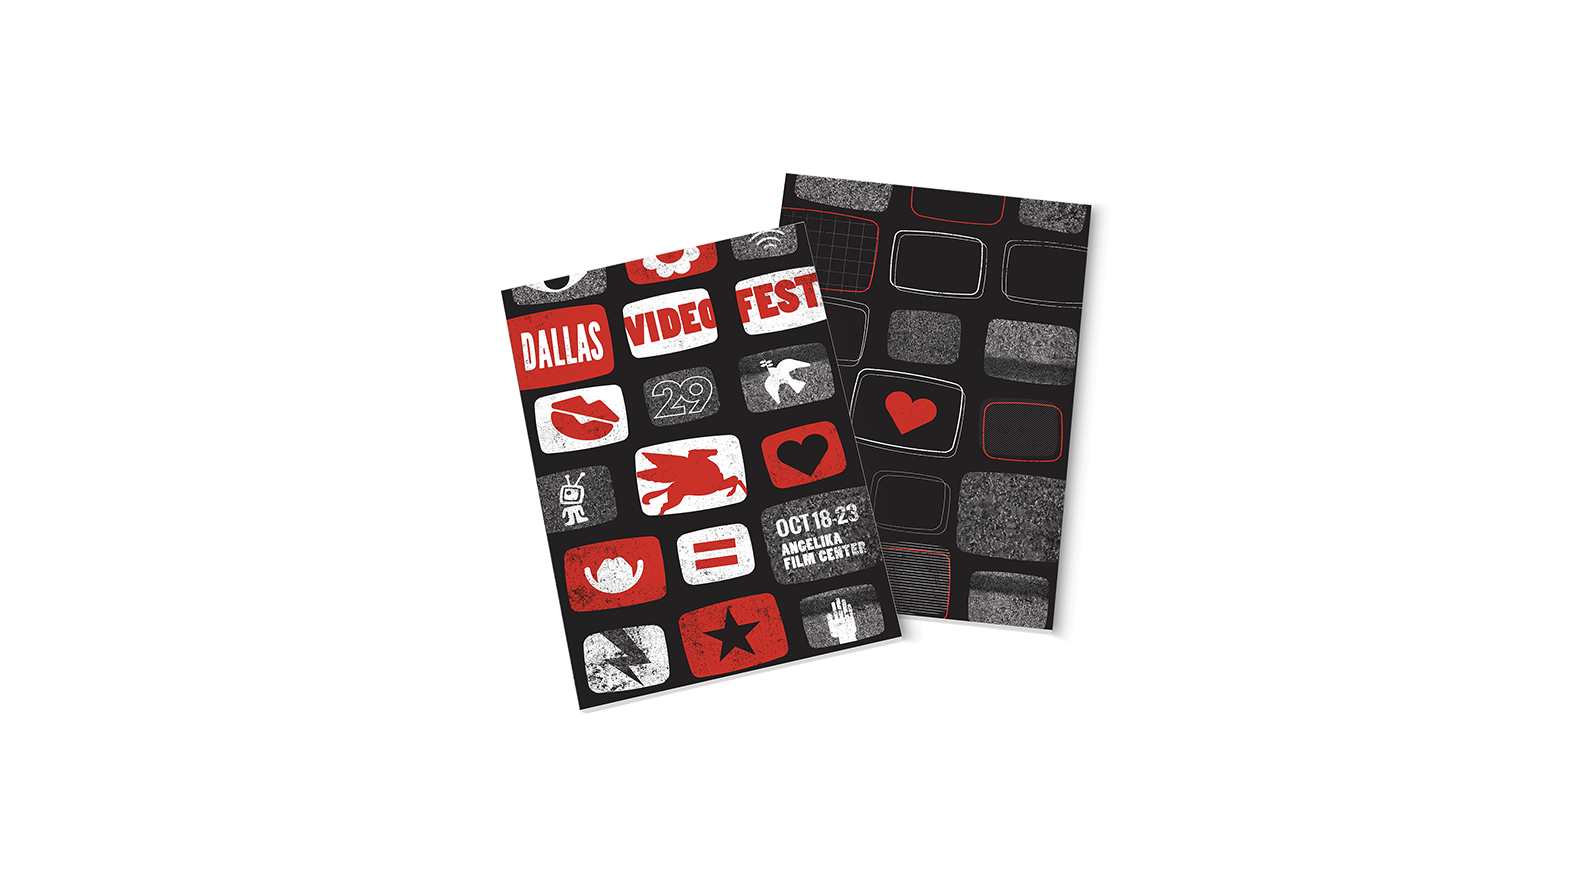 DALLAS
VIDEO
FEST
29
OCT 18-23
ANGELIKA
FILM CENTER